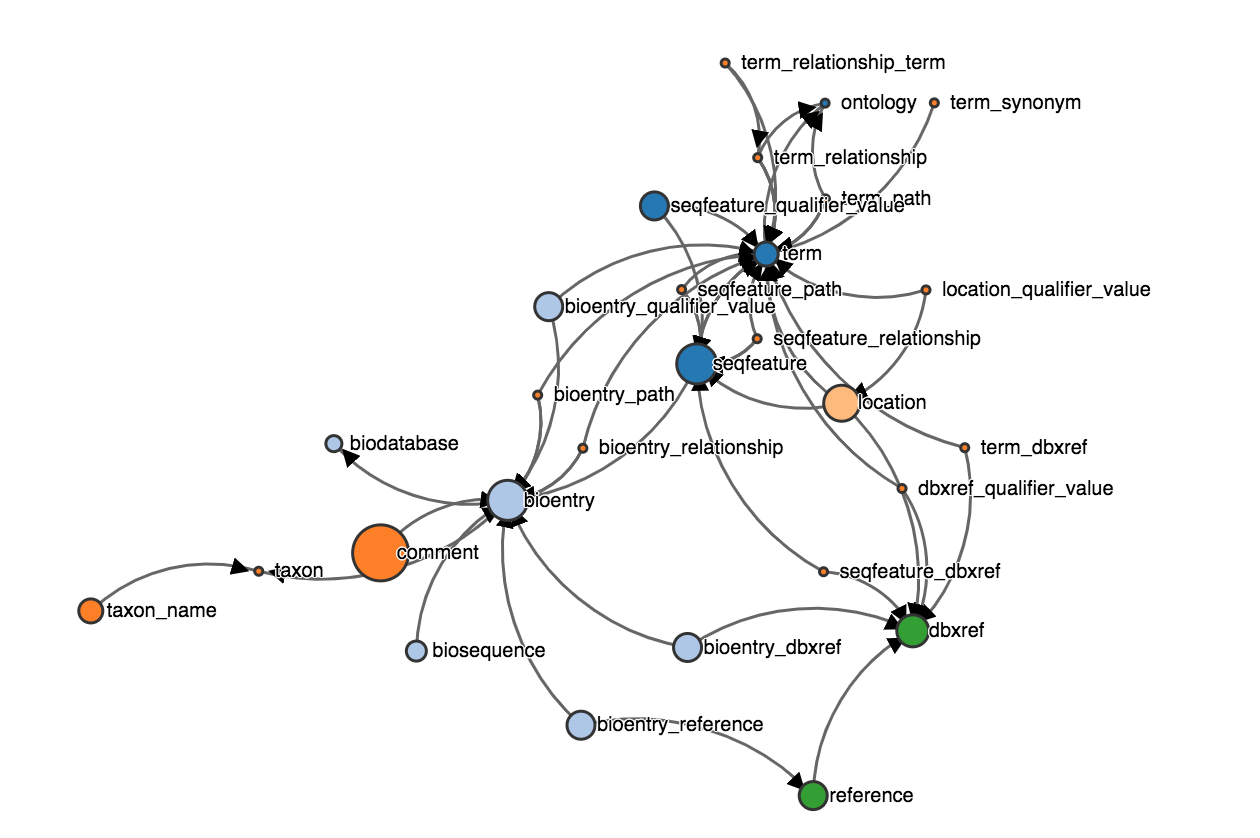 term_relationship_term
ontology
term_synonym
term_relationship
term_path
seqfeature_qualifier_value
term
seqfeature_path
location_qualifier_value
bioentry_qualifier_value
seqfeature_relationship
seqfeature
bioentry_path
location
biodatabase
bioentry_relationship
term_dbxref
dbxref_qualifier_value
bioentry
comment
taxon
seqfeature_dbxref
taxon_name
dbxref
biosequence
bioentry_dbxref
bioentry_reference
reference